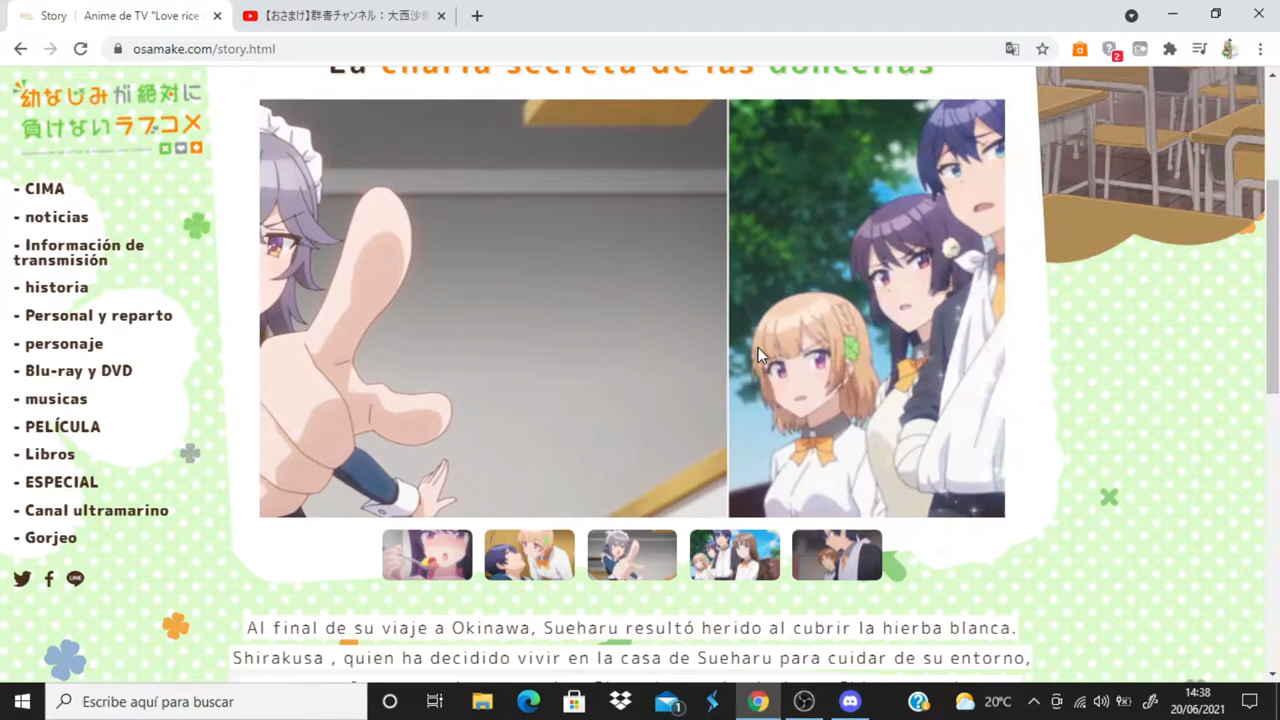 Story
Anime de TV "Love rice
【おさまけ】群青チャンネル：大西沙
osamake.com/story.html
2
La charla secreta de las doncellas
幼なじみが絶対に
負けないラブコメ
- CIMA
- noticias
- Información de
transmisión
- historia
- Personal y reparto
- personaje
- Blu-ray y DVD
- musicas
- PELÍCULA
- Libros
- ESPECIAL
- Canal ultramarino
- Gorjeo
LINE
Al final de su viaje a Okinawa, Sueharu resultó herido al cubrir la hierba blanca.
Shirakusa , quien ha decidido vivir en la casa de Sueharu para cuidar de su entorno,
Escribe aquí para buscar
1
20°C
14:38
20/06/2021